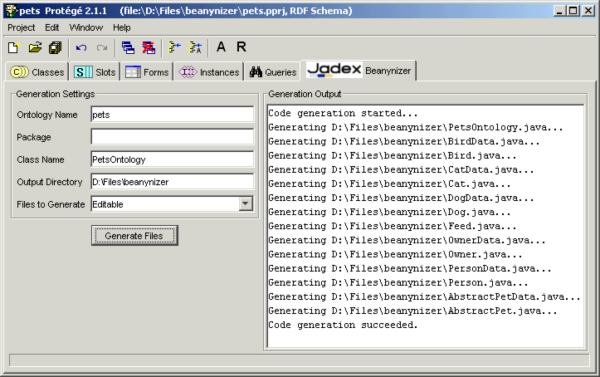 pets Protégé 2.1.1 (file:\D:\Files\beanynizer\pets.pprj, RDF Schema)
Project Edit Window Help
A R
C Classes S Slots Forms Instances Queries Jadex Beanynizer
Generation Settings
Ontology Name pets
Package
Class Name PetsOntology
Output Directory D:\Files\beanynizer
Files to Generate Editable
Generate Files
Generation Output
Code generation started...
Generating D:\Files\beanynizer\PetsOntology.java...
Generating D:\Files\beanynizer\BirdData.java...
Generating D:\Files\beanynizer\Bird.java...
Generating D:\Files\beanynizer\CatData.java...
Generating D:\Files\beanynizer\Cat.java...
Generating D:\Files\beanynizer\DogData.java...
Generating D:\Files\beanynizer\Dog.java...
Generating D:\Files\beanynizer\Feed.java...
Generating D:\Files\beanynizer\OwnerData.java...
Generating D:\Files\beanynizer\Owner.java...
Generating D:\Files\beanynizer\PersonData.java...
Generating D:\Files\beanynizer\Person.java...
Generating D:\Files\beanynizer\AbstractPetData.java...
Generating D:\Files\beanynizer\AbstractPet.java...
Code generation succeeded.